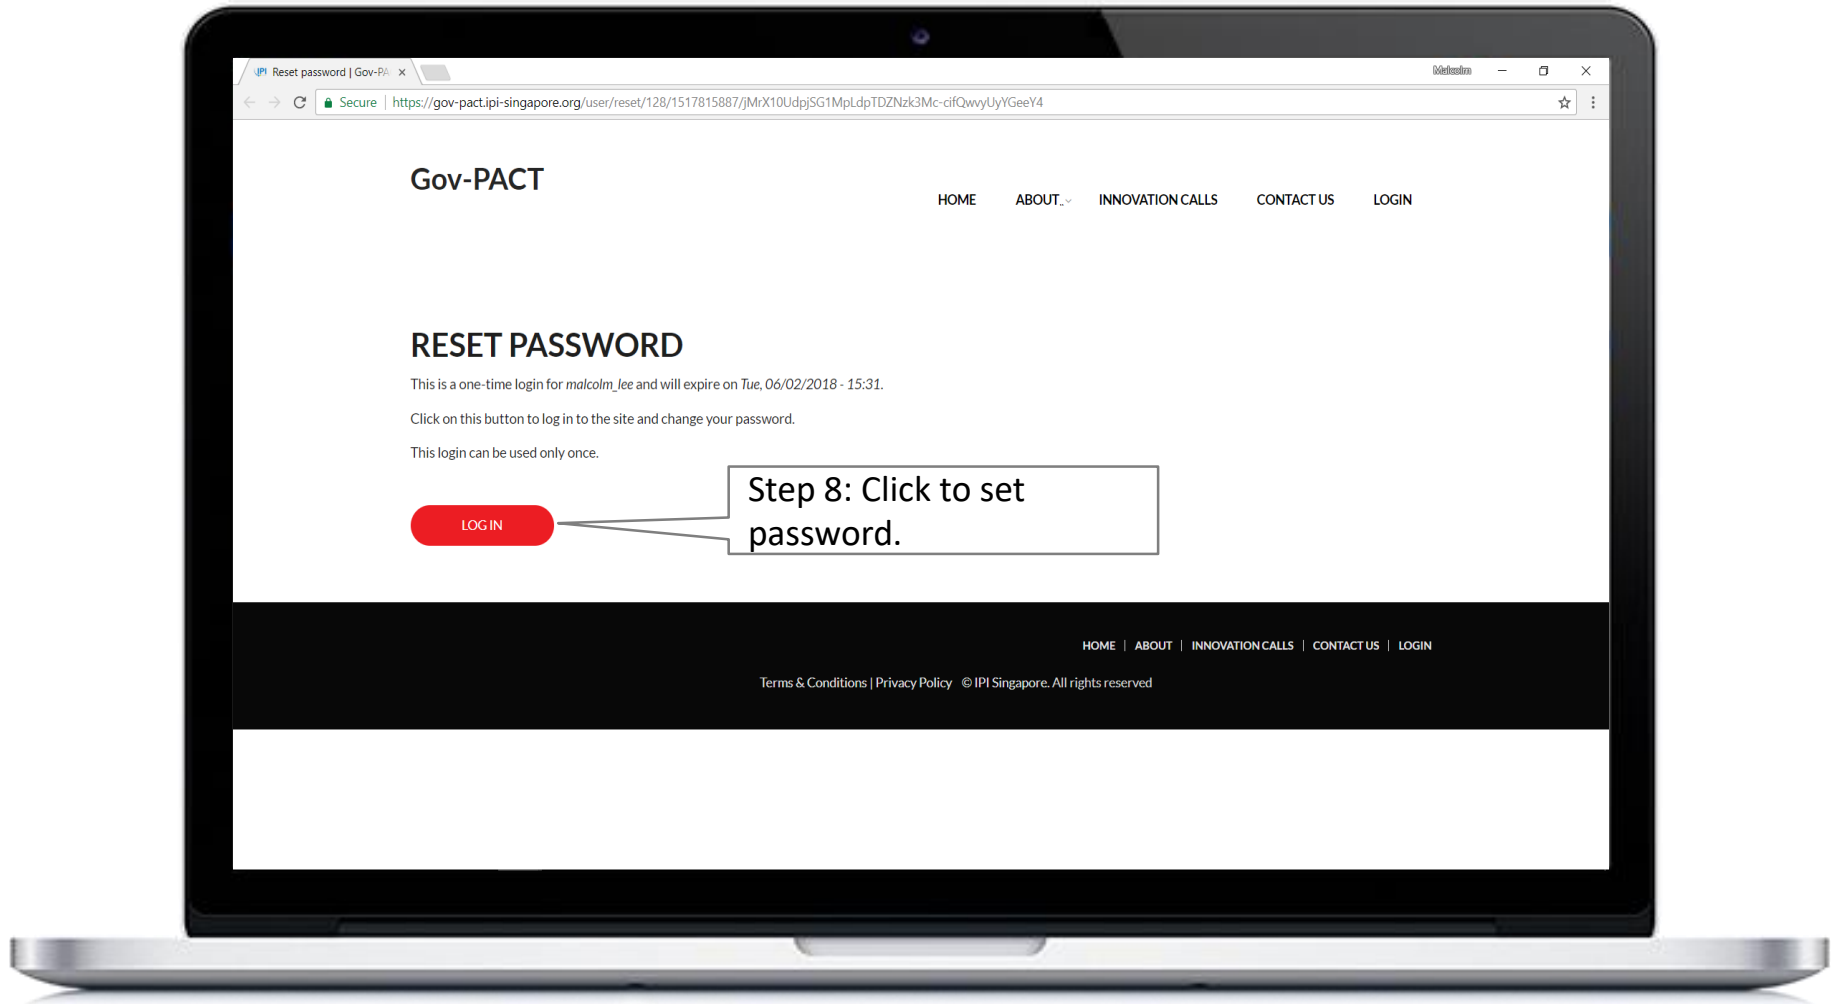 IPI Reset password | Gov-PA
Malcolm
Secure | https://gov-pact.ipi-singapore.org/user/reset/128/1517815887/jMrX10UdpjSG1MpLdpTDZNzk3Mc-cifQwvyUyYGeeY4
Gov-PACT
HOME ABOUT.. INNOVATION CALLS CONTACT US LOGIN
RESET PASSWORD
This is a one-time login for malcolm_lee and will expire on Tue, 06/02/2018 - 15:31.
Click on this button to log in to the site and change your password.
This login can be used only once.
Step 8: Click to set
password.
LOG IN
HOME | ABOUT | INNOVATION CALLS | CONTACT US | LOGIN
Terms & Conditions | Privacy Policy © IPI Singapore. All rights reserved